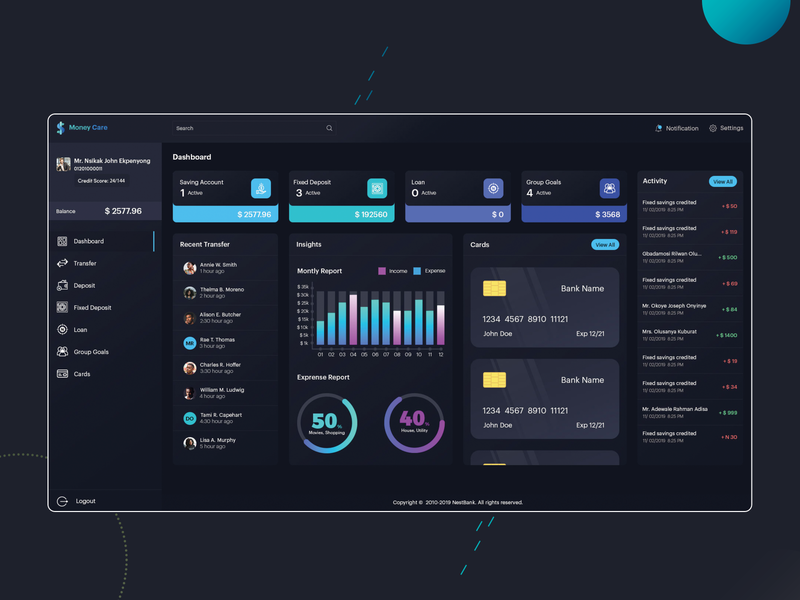 Money Care
Search
Notification
Settings
Mr. Nsikak John Ekpenyong
01201000011
Credit Score: 24/144
Balance
$ 2577.96
Dashboard
Transfer
Deposit
Fixed Deposit
Loan
Group Goals
Cards
Logout
Dashboard
Saving Account
1 Active
$ 2577.96
Fixed Deposit
3 Active
$ 192560
Loan
0 Active
$ 0
Group Goals
4 Active
$ 3568
Recent Transfer
Annie W. Smith
1 hour ago
Thelma B. Moreno
2 hour ago
Alison E. Butcher
3:30 hour ago
MR
Rae T. Thomas
3 hour ago
Charles R. Hoffer
3:30 hour ago
William M. Ludwig
4 hour ago
DO
Tami R. Capehart
4:30 hour ago
Lisa A. Murphy
5 hour ago
Insights
Montly Report
Income
Expense
$ 35k
$ 30k
$ 25k
$ 20k
$ 15k
$ 10k
$ 5k
$ 1k
01 02 03 04 05 06 07 08 09 10 11 12
Exprense Report
50%
Movies, Shopping
40%
House, Utility
Cards
View All
Bank Name
1234 4567 8910 11121
John Doe
Exp 12/21
Bank Name
1234 4567 8910 11121
John Doe
Exp 12/21
Activity
View All
Fixed savings credited
11/ 02/2019 8:25 PM
+ $ 50
Fixed savings credited
11/ 02/2019 8:25 PM
+ $ 119
Gbadamosi Rilwan Olu...
11/ 02/2019 8:25 PM
+ $ 500
Fixed savings credited
11/ 02/2019 8:25 PM
+ $ 69
Mr. Okoye Joseph Onyinye
11/ 02/2019 8:25 PM
+ $ 84
Mrs. Olusanya Kuburat
11/ 02/2019 8:25 PM
+ $ 1400
Fixed savings credited
11/ 02/2019 8:25 PM
+ $ 18
Fixed savings credited
11/ 02/2019 8:25 PM
+ $ 34
Mr. Adewale Rahman Adisa
11/ 02/2019 8:25 PM
+ $ 999
Fixed savings credited
11/ 02/2019 8:25 PM
+ N 30
Copyright © 2010-2019 NestBank. All rights reserved.